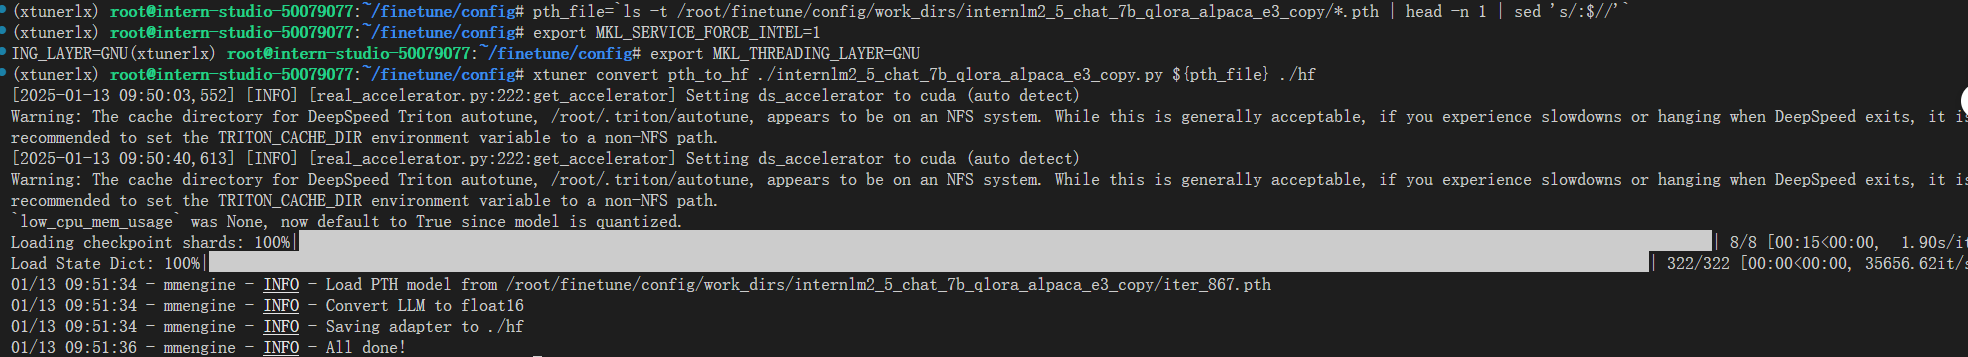 (xtunerlx) root@intern-studio-50079077:~/finetune/config# pth_file=`ls -t /root/finetune/config/work_dirs/internlm2_5_chat_7b_qlora_alpaca_e3_copy/*.pth | head -n 1 | sed 's/:$//'`
(xtunerlx) root@intern-studio-50079077:~/finetune/config# export MKL_SERVICE_FORCE_INTEL=1
ING_LAYER=GNU(xtunerlx) root@intern-studio-50079077:~/finetune/config# export MKL_THREADING_LAYER=GNU
(xtunerlx) root@intern-studio-50079077:~/finetune/config# xtuner convert pth_to_hf ./internlm2_5_chat_7b_qlora_alpaca_e3_copy.py ${pth_file} ./hf
[2025-01-13 09:50:03,552] [INFO] [real_accelerator.py:222:get_accelerator] Setting ds_accelerator to cuda (auto detect)
Warning: The cache directory for DeepSpeed Triton autotune, /root/.triton/autotune, appears to be on an NFS system. While this is generally acceptable, if you experience slowdowns or hanging when DeepSpeed exits, it is
recommended to set the TRITON_CACHE_DIR environment variable to a non-NFS path.
[2025-01-13 09:50:40,613] [INFO] [real_accelerator.py:222:get_accelerator] Setting ds_accelerator to cuda (auto detect)
Warning: The cache directory for DeepSpeed Triton autotune, /root/.triton/autotune, appears to be on an NFS system. While this is generally acceptable, if you experience slowdowns or hanging when DeepSpeed exits, it is
recommended to set the TRITON_CACHE_DIR environment variable to a non-NFS path.
`low_cpu_mem_usage` was None, now default to True since model is quantized.
Loading checkpoint shards: 100%| | 8/8 [00:15<00:00, 1.90s/it
Load State Dict: 100%| | 322/322 [00:00<00:00, 35656.62it/s
01/13 09:51:34 - mmengine - INFO - Load PTH model from /root/finetune/config/work_dirs/internlm2_5_chat_7b_qlora_alpaca_e3_copy/iter_867.pth
01/13 09:51:34 - mmengine - INFO - Convert LLM to float16
01/13 09:51:34 - mmengine - INFO - Saving adapter to ./hf
01/13 09:51:36 - mmengine - INFO - All done!